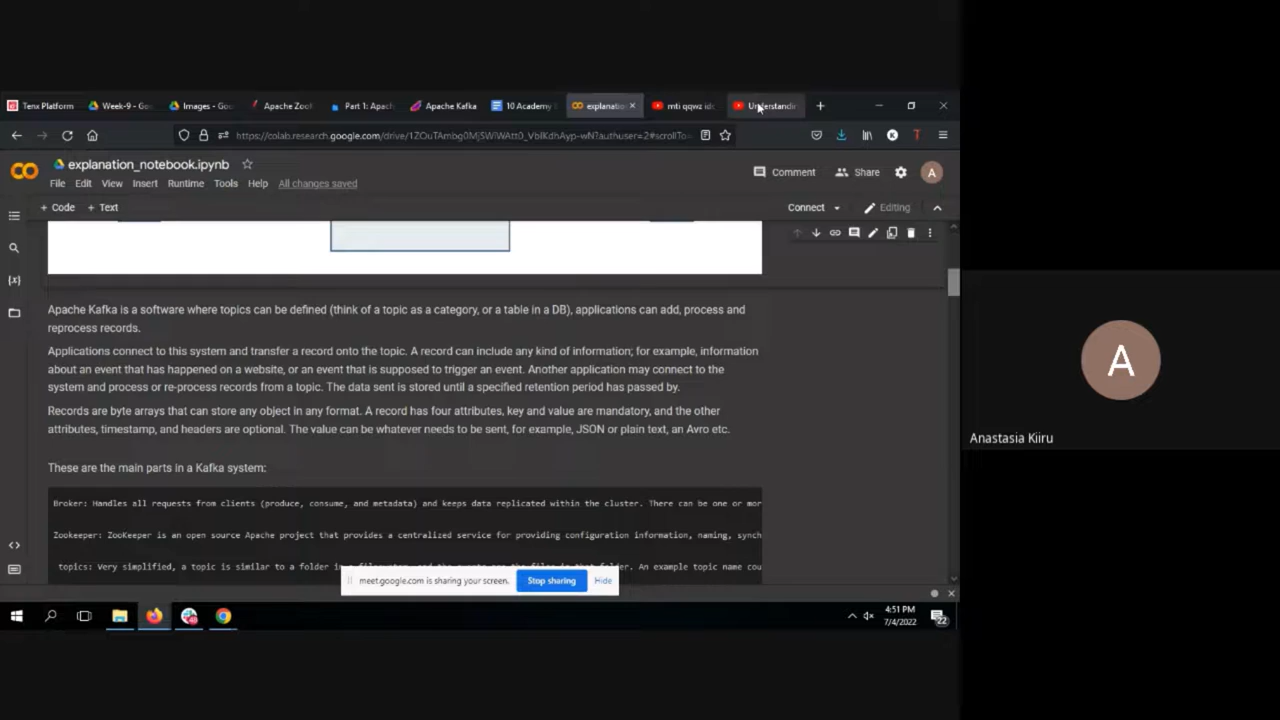 Tenx Platform
Week-9 - Go
Images - Go
Apache Zoo
Part 1: Apach
Apache Kafka
10 Academy
explanatio
mti qqwz id
Understandin
https://colab.research.google.com/drive/
explanation_notebook.ipynb
Comment
Share
A
File Edit View Insert Runtime Tools Help All changes saved
+ Code + Text
Connect
Editing
Apache Kafka is a software where topics can be defined (think of a topic as a category, or a table in a DB), applications can add, process and
reprocess records.
Applications connect to this system and transfer a record onto the topic. A record can include any kind of information; for example, information
about an event that has happened on a website, or an event that is supposed to trigger an event. Another application may connect to the
system and process or re-process records from a topic. The data sent is stored until a specified retention period has passed by.
Records are byte arrays that can store any object in any format. A record has four attributes, key and value are mandatory, and the other
attributes, timestamp, and headers are optional. The value can be whatever needs to be sent, for example, JSON or plain text, an Avro etc.
These are the main parts in a Kafka system:
Broker: Handles all requests from clients (produce, consume, and metadata) and keeps data replicated within the cluster. There can be one or mor
Zookeeper: ZooKeeper is an open source Apache project that provides a centralized service for providing configuration information, naming, synch
topics: Very simplified, a topic is similar to a folder in a filesystem, and the events are the files in that folder. An example topic name cou
meet.google.com is sharing your screen.
Stop sharing
Hide
4:51 PM
7/4/2022
22
A
Anastasia Kiiru